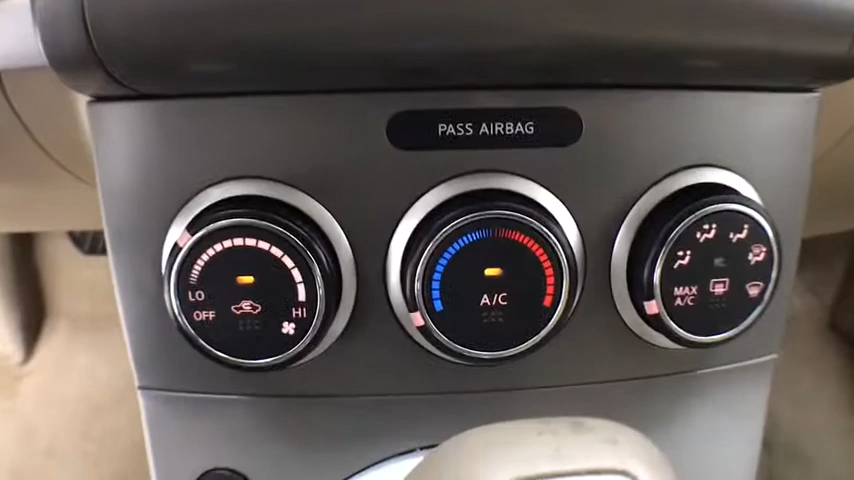 PASS AIRBAG
LO
OFF
HI
A/C
MAX
A/C